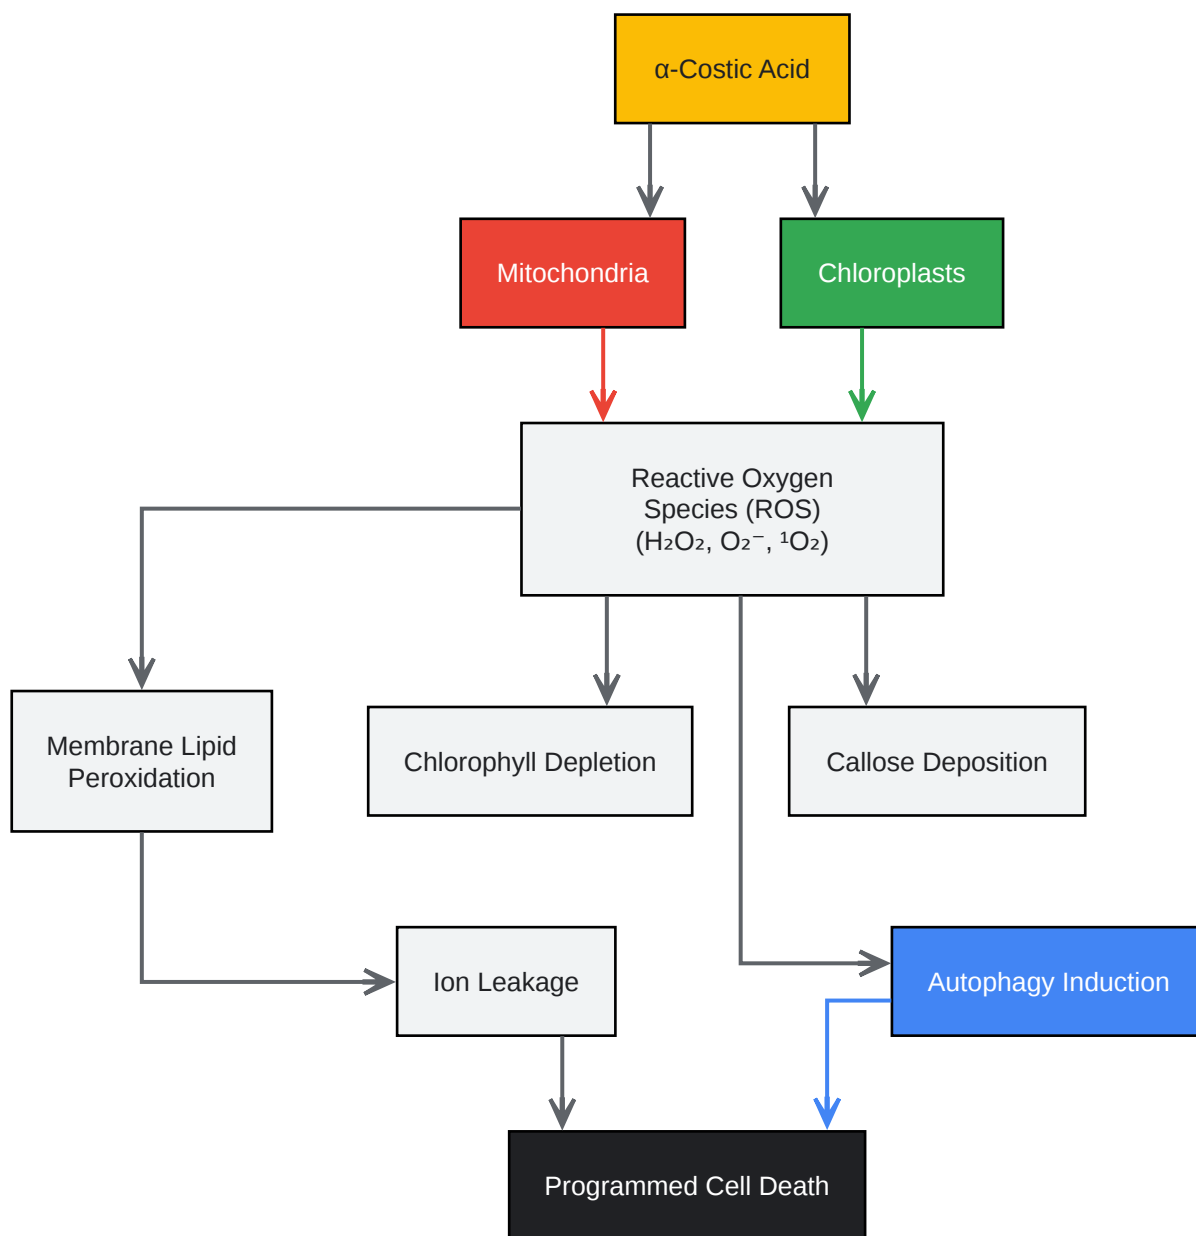 α-Costic Acid
Mitochondria
Chloroplasts
Reactive Oxygen
Species (ROS)
(H₂O₂, O₂⁻, ¹O₂)
Membrane Lipid
Peroxidation
Chlorophyll Depletion
Callose Deposition
Ion Leakage
Autophagy Induction
Programmed Cell Death